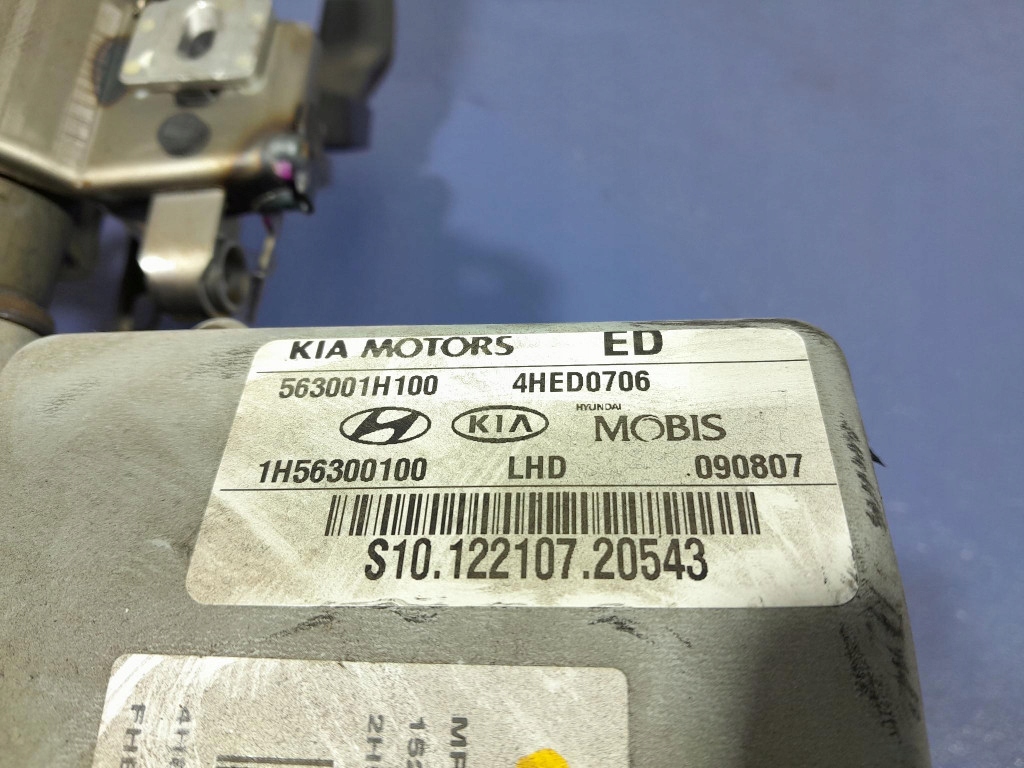 KIA MOTORS ED
563001H100 4HED0706
KIA HYUNDAI MOBIS
1H56300100 LHD 090807
S10.122107.20543